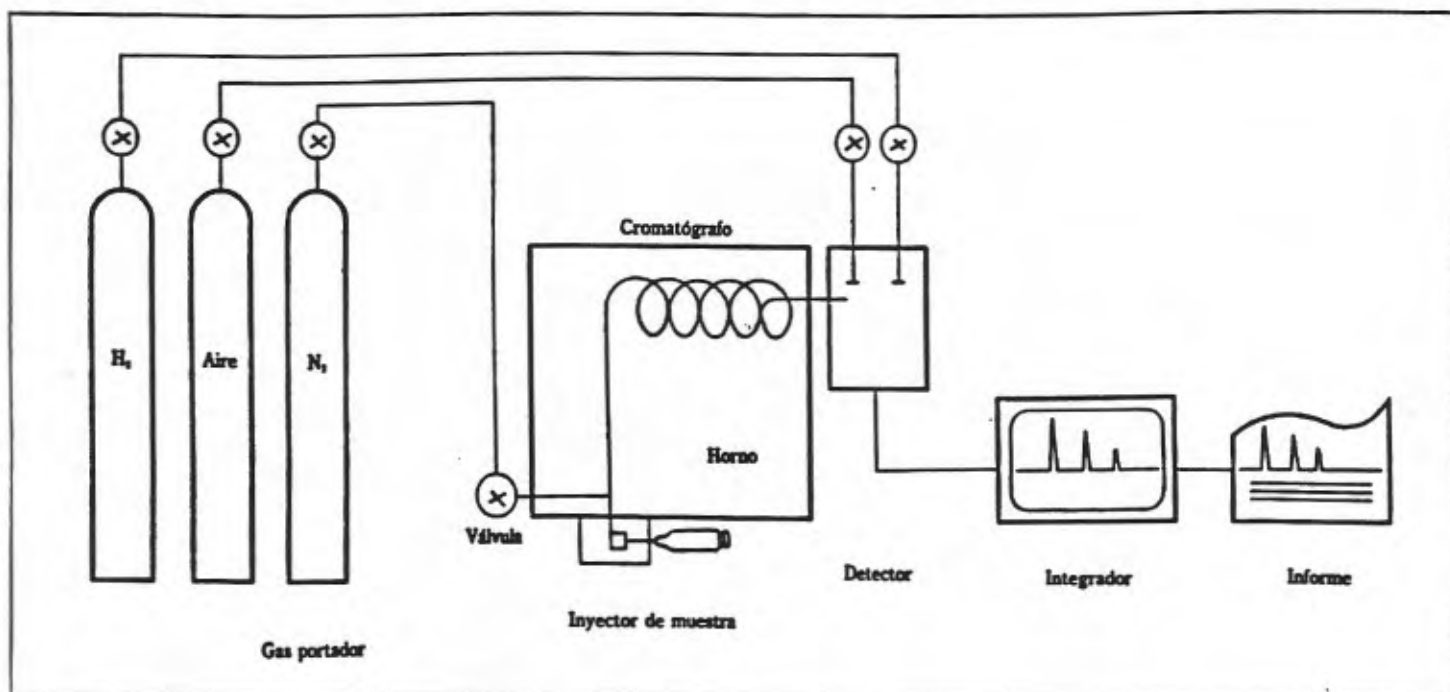 Cromatógrafo
H₂
Aire
N₂
Horno
Válvula
Detector
Integrador
Informe
Inyector de muestra
Gas portador